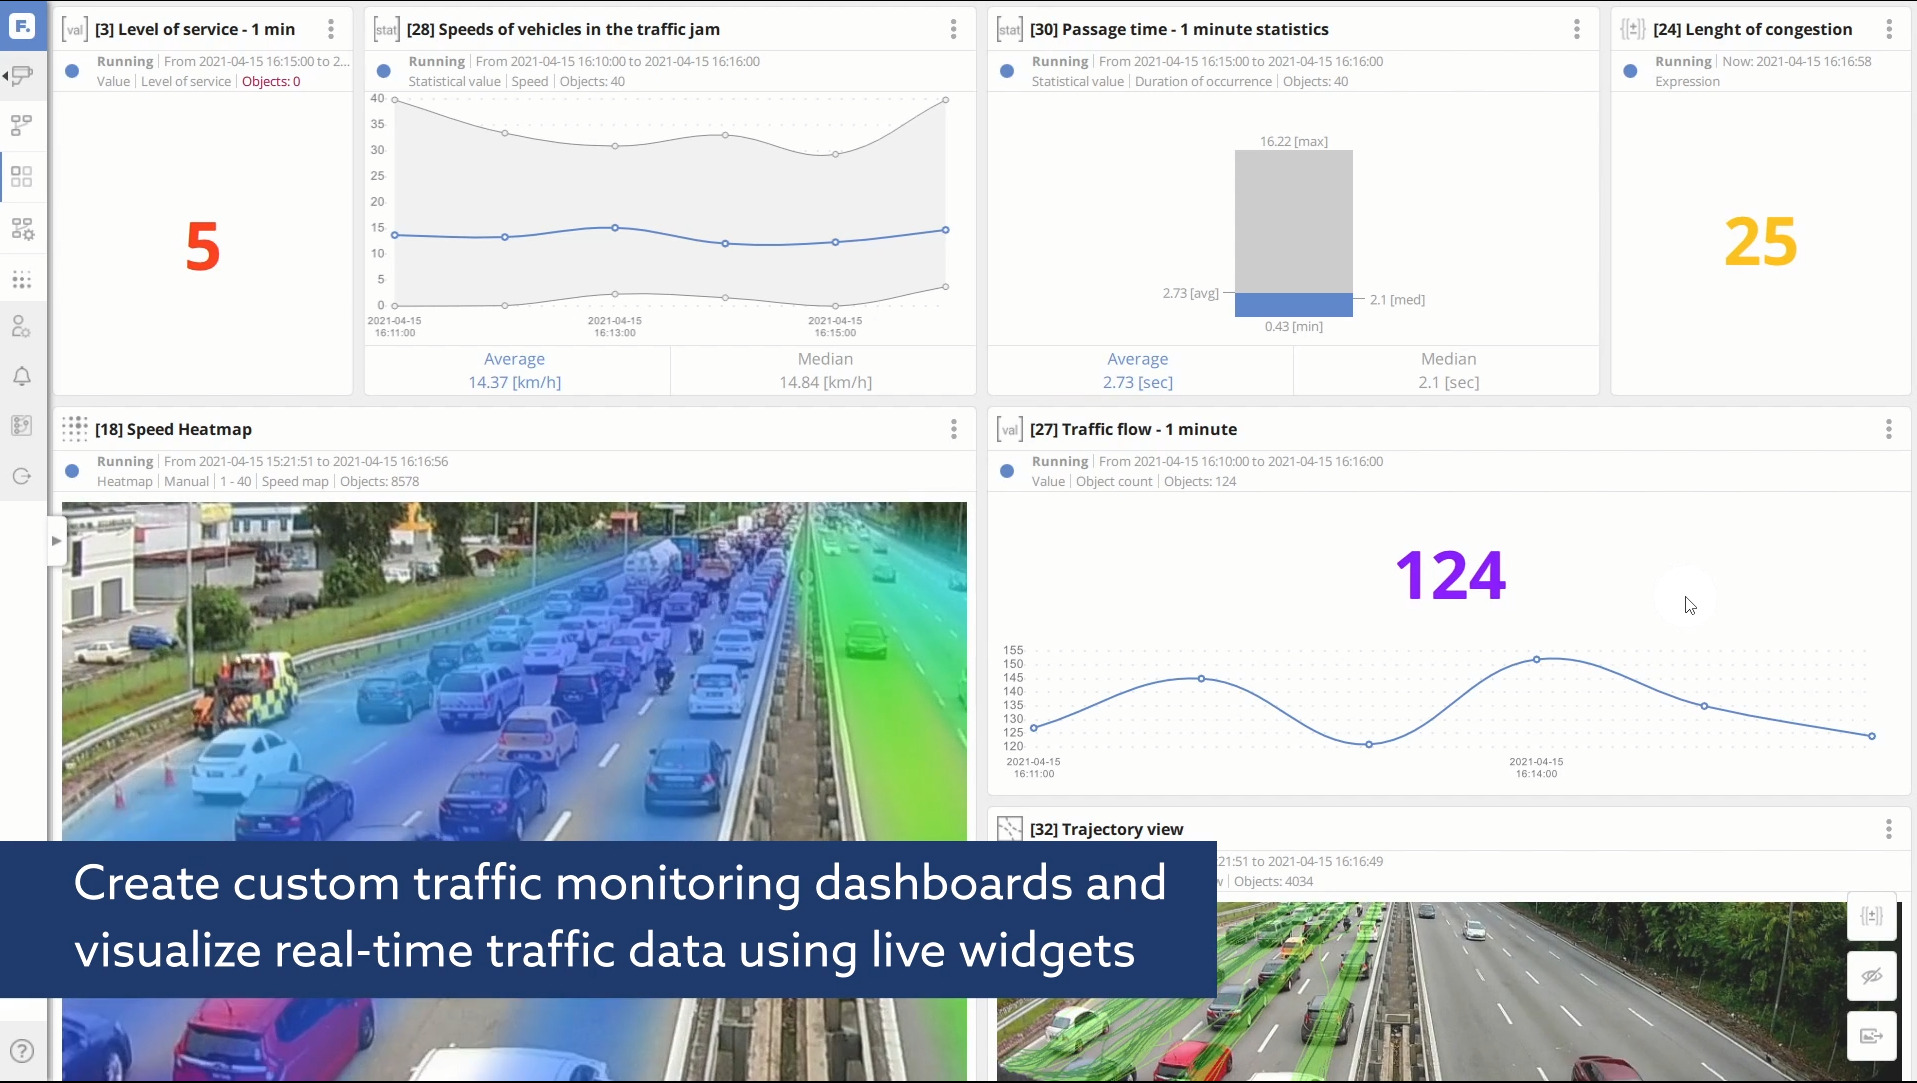 F.
[val] [3] Level of service - 1 min
Running | From 2021-04-15 16:15:00 to 2...
Value | Level of service | Objects: 0
5
[stat] [28] Speeds of vehicles in the traffic jam
Running | From 2021-04-15 16:10:00 to 2021-04-15 16:16:00
Statistical value | Speed | Objects: 40
40
35
30
25
20
15
10
5
0
2021-04-15 2021-04-15 2021-04-15
16:11:00 16:13:00 16:15:00
Average Median
14.37 [km/h] 14.84 [km/h]
[stat] [30] Passage time - 1 minute statistics
Running | From 2021-04-15 16:15:00 to 2021-04-15 16:16:00
Statistical value | Duration of occurrence | Objects: 40
16.22 [max]
2.73 [avg]
2.1 [med]
0.43 [min]
Average Median
2.73 [sec] 2.1 [sec]
[24] Lenght of congestion
Running | Now: 2021-04-15 16:16:58
Expression
25
[18] Speed Heatmap
Running | From 2021-04-15 15:21:51 to 2021-04-15 16:16:56
Heatmap | Manual | 1 - 40 | Speed map | Objects: 8578
[val] [27] Traffic flow - 1 minute
Running | From 2021-04-15 16:10:00 to 2021-04-15 16:16:00
Value | Object count | Objects: 124
124
155
150
145
140
135
130
125
120
2021-04-15 2021-04-15
16:11:00 16:14:00
[32] Trajectory view
21:51 to 2021-04-15 16:16:49
w | Objects: 4034
Create custom traffic monitoring dashboards and
visualize real-time traffic data using live widgets